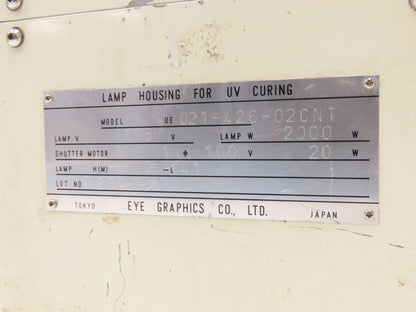 LAMP HOUSING FOR UV CURING
MODEL UE 021-426-02CNT
LAMP V. V LAMP W. 2000 W
SHUTTER MOTOR 1 φ 100 V 20 W
LAMP H(M) -L
LOT NO.
TOKYO EYE GRAPHICS CO., LTD. JAPAN